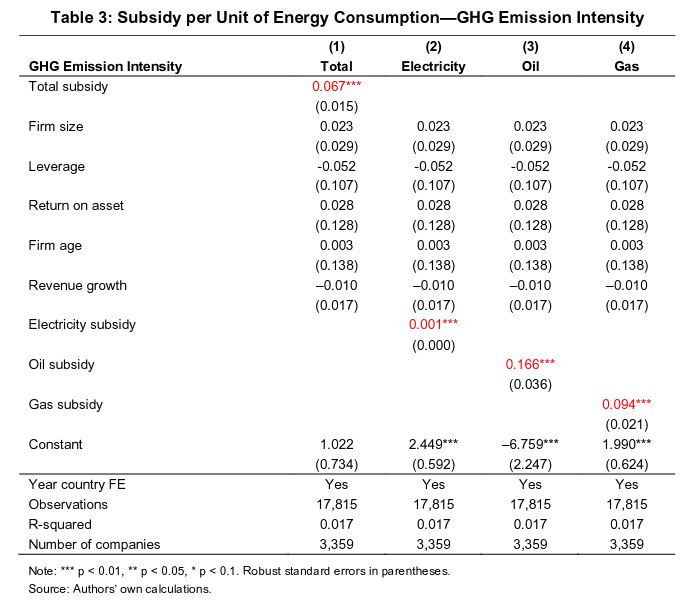 Table 3: Subsidy per Unit of Energy Consumption—GHG Emission Intensity
(1) (2) (3) (4)
GHG Emission Intensity Total Electricity Oil Gas
Total subsidy 0.067***
(0.015)
Firm size 0.023 0.023 0.023 0.023
(0.029) (0.029) (0.029) (0.029)
Leverage -0.052 -0.052 -0.052 -0.052
(0.107) (0.107) (0.107) (0.107)
Return on asset 0.028 0.028 0.028 0.028
(0.128) (0.128) (0.128) (0.128)
Firm age 0.003 0.003 0.003 0.003
(0.138) (0.138) (0.138) (0.138)
Revenue growth –0.010 –0.010 –0.010 –0.010
(0.017) (0.017) (0.017) (0.017)
Electricity subsidy 0.001***
(0.000)
Oil subsidy 0.166***
(0.036)
Gas subsidy 0.094***
(0.021)
Constant 1.022 2.449*** –6.759*** 1.990***
(0.734) (0.592) (2.247) (0.624)
Year country FE Yes Yes Yes Yes
Observations 17,815 17,815 17,815 17,815
R-squared 0.017 0.017 0.017 0.017
Number of companies 3,359 3,359 3,359 3,359
Note: *** p < 0.01, ** p < 0.05, * p < 0.1. Robust standard errors in parentheses.
Source: Authors' own calculations.